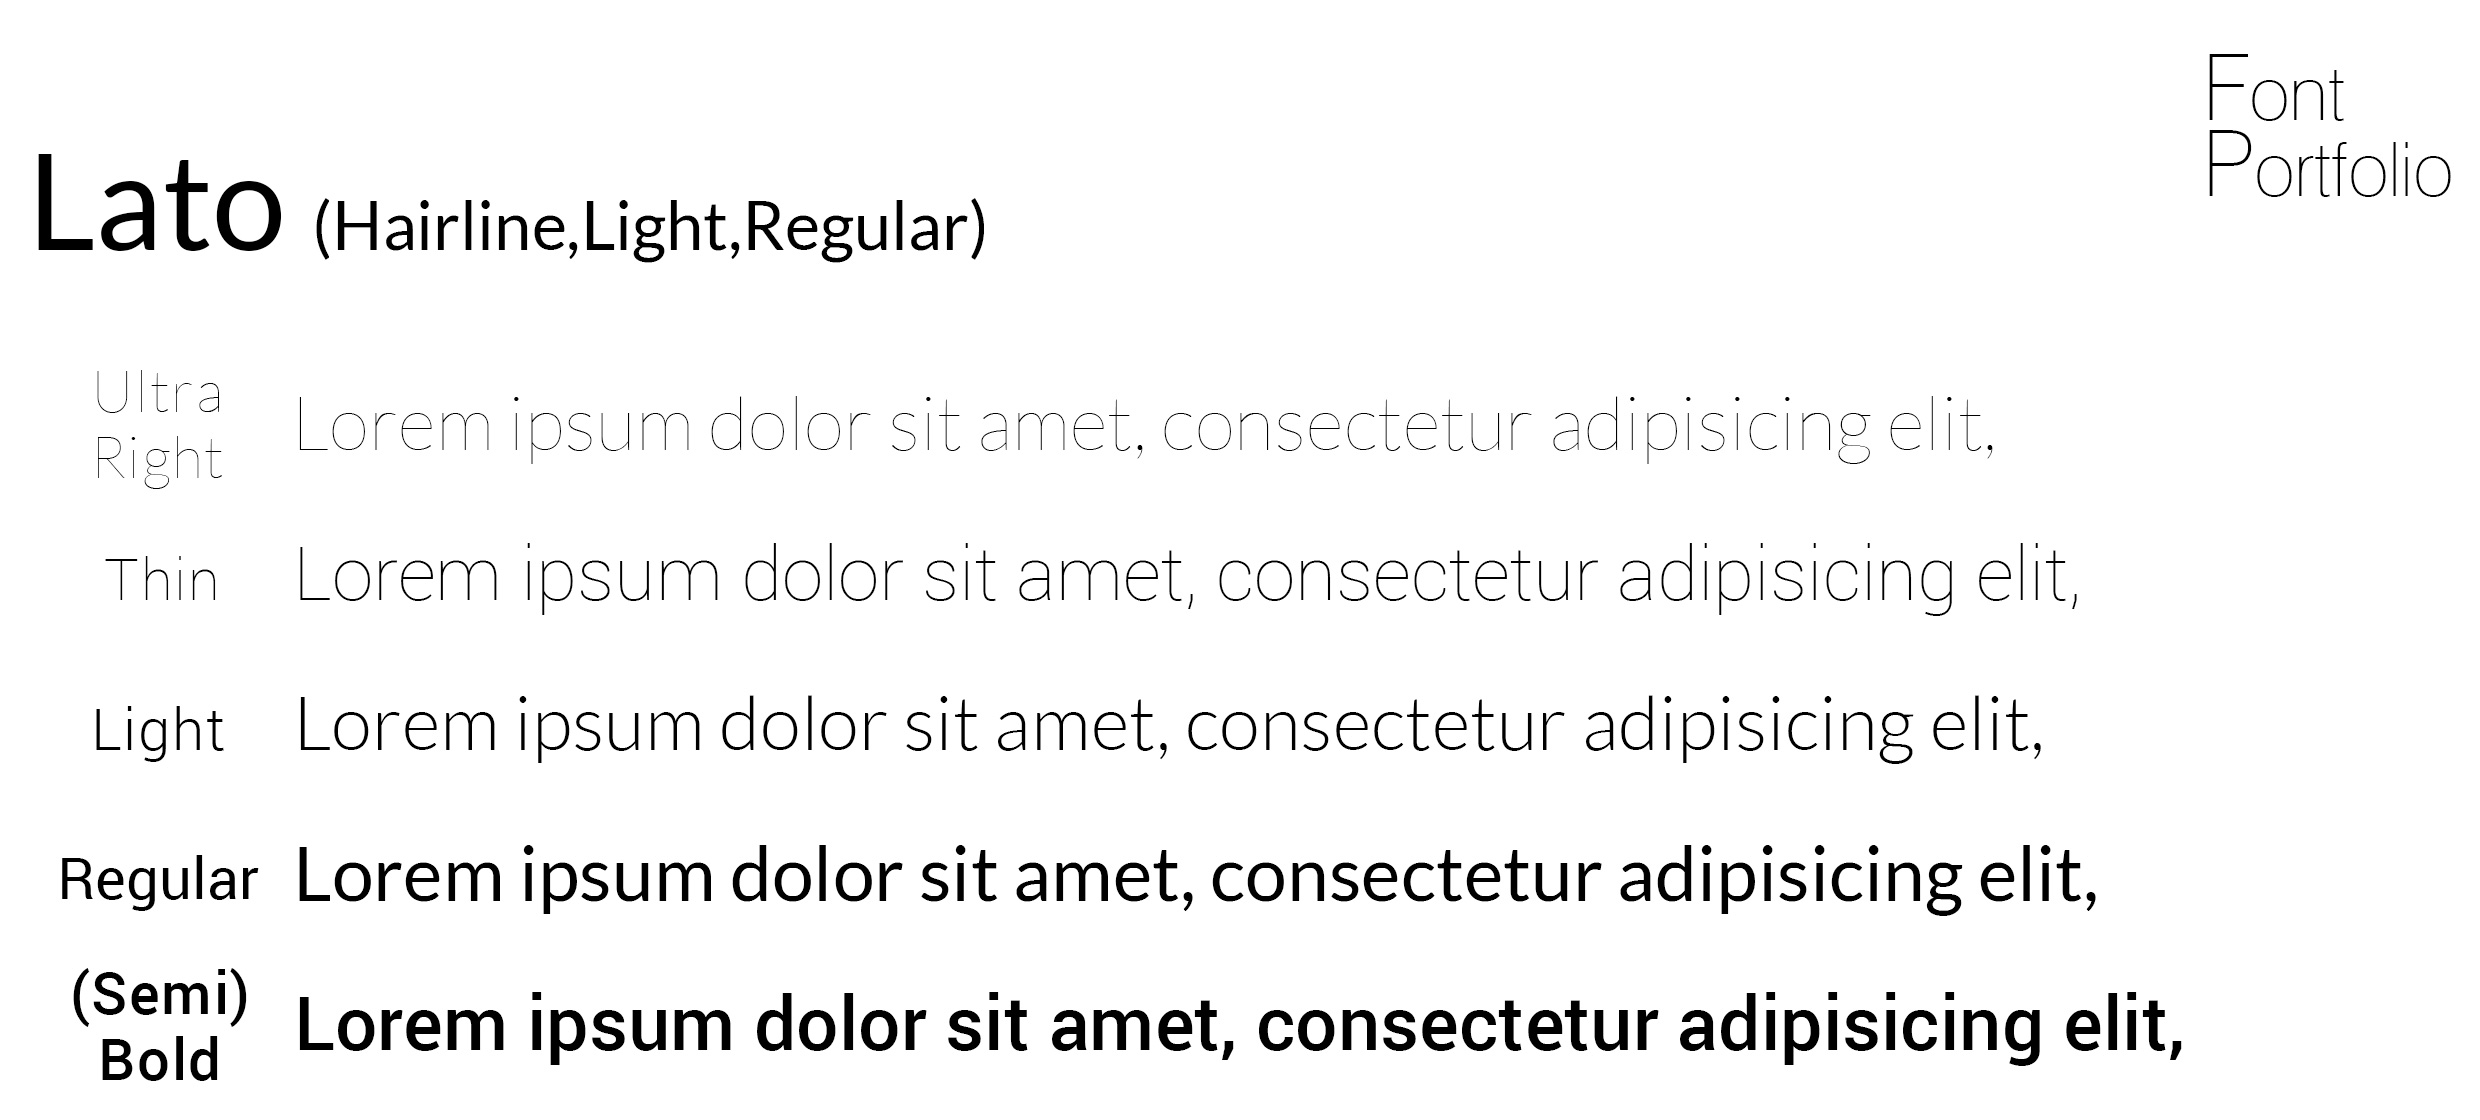 Font
Portfolio
Lato (Hairline,Light,Regular)
Ultra
Right
Lorem ipsum dolor sit amet, consectetur adipisicing elit,
Thin
Lorem ipsum dolor sit amet, consectetur adipisicing elit,
Light
Lorem ipsum dolor sit amet, consectetur adipisicing elit,
Regular
Lorem ipsum dolor sit amet, consectetur adipisicing elit,
(Semi)
Bold
Lorem ipsum dolor sit amet, consectetur adipisicing elit,